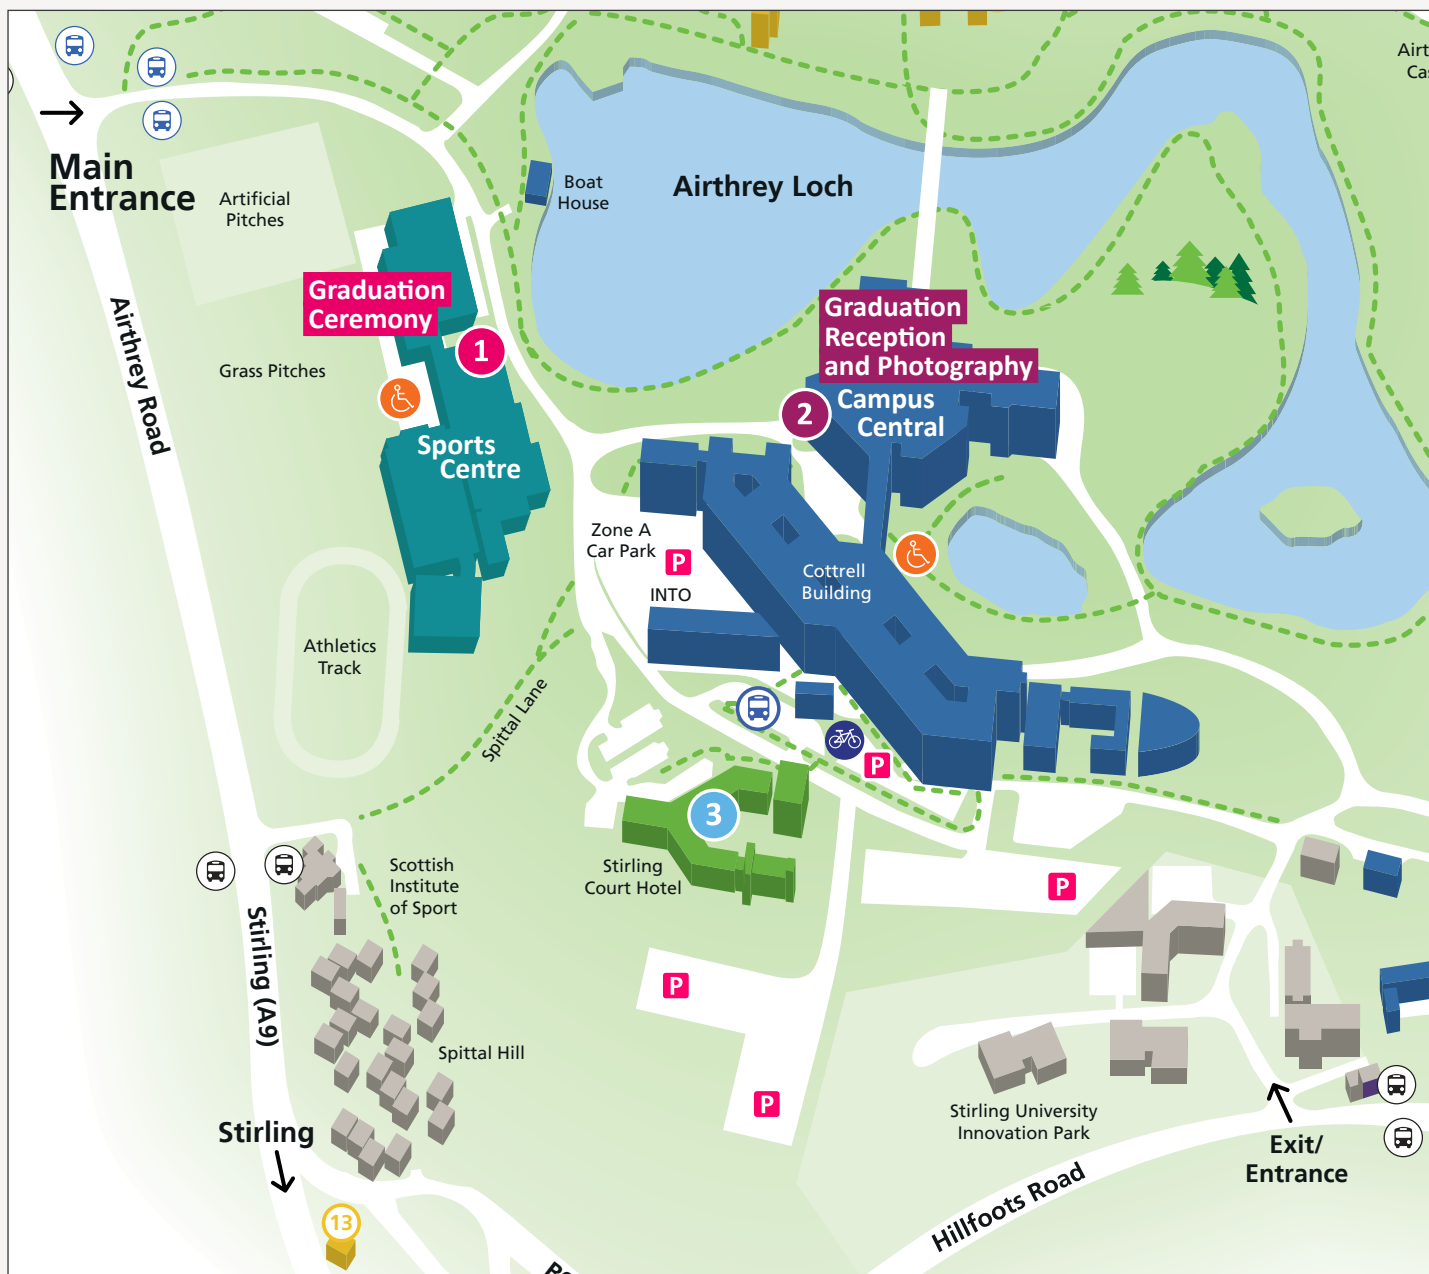 Main
Entrance
Artificial
Pitches
Boat
House
Airthrey Loch
Airt
Cas
Graduation
Ceremony
1
Graduation
Reception
and Photography
2
Campus
Central
Airthrey Road
Grass Pitches
Sports
Centre
Zone A
Car Park
P
INTO
Cottrell
Building
Athletics
Track
Spittal Lane
P
3
Stirling
Court Hotel
Scottish
Institute
of Sport
P
Stirling (A9)
P
Spittal Hill
P
Stirling University
Innovation Park
Stirling
Exit/
Entrance
Hillfoots Road
13